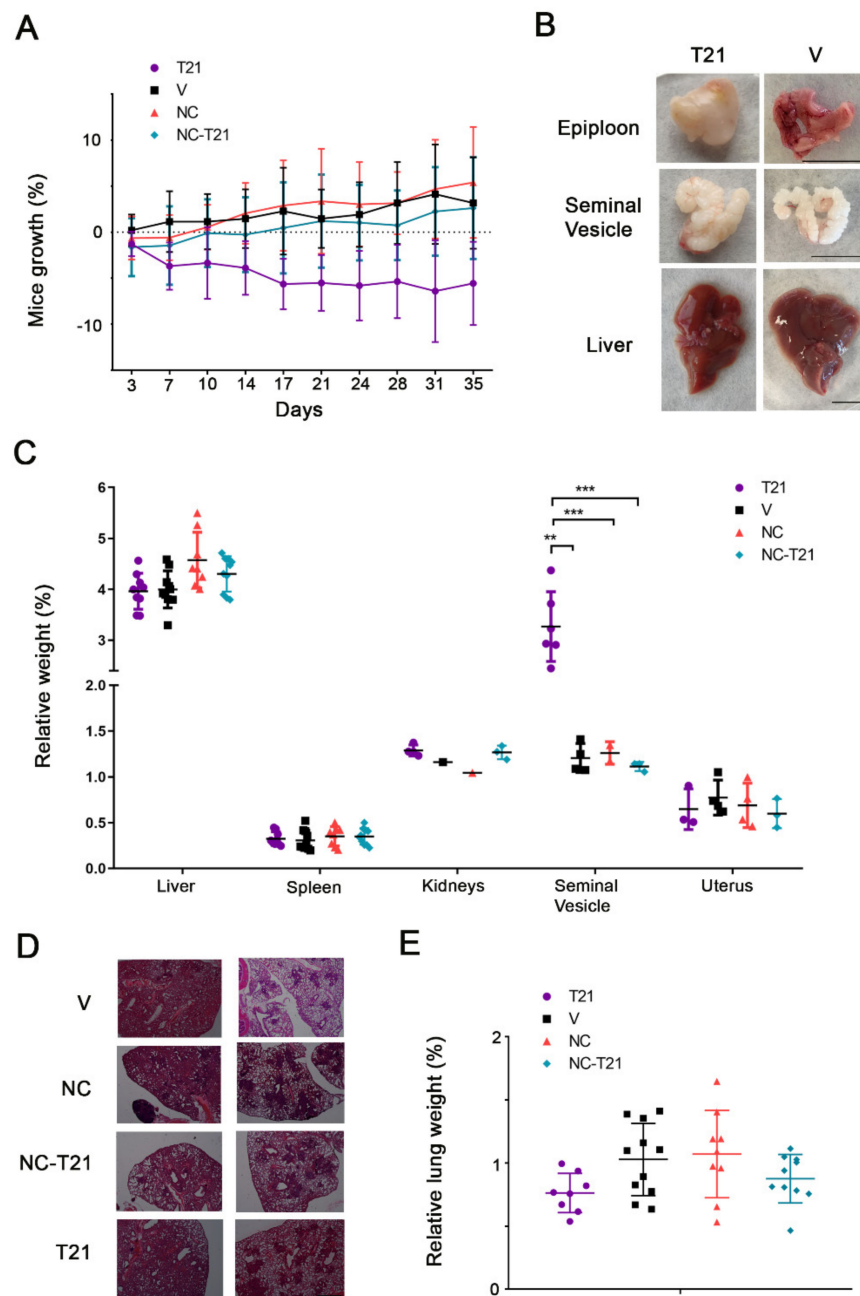 A
T21
V
NC
NC-T21
10
0
-10
Mice growth (%)
3 7 10 14 17 21 24 28 31 35
Days
B
T21 V
Epiploon
Seminal
Vesicle
Liver
C
T21
V
NC
NC-T21
***
***
**
6
5
4
3
2.0
1.5
1.0
0.5
0.0
Relative weight (%)
Liver Spleen Kidneys Seminal
Vesicle
Uterus
D
V
NC
NC-T21
T21
E
T21
V
NC
NC-T21
2
1
0
Relative lung weight (%)